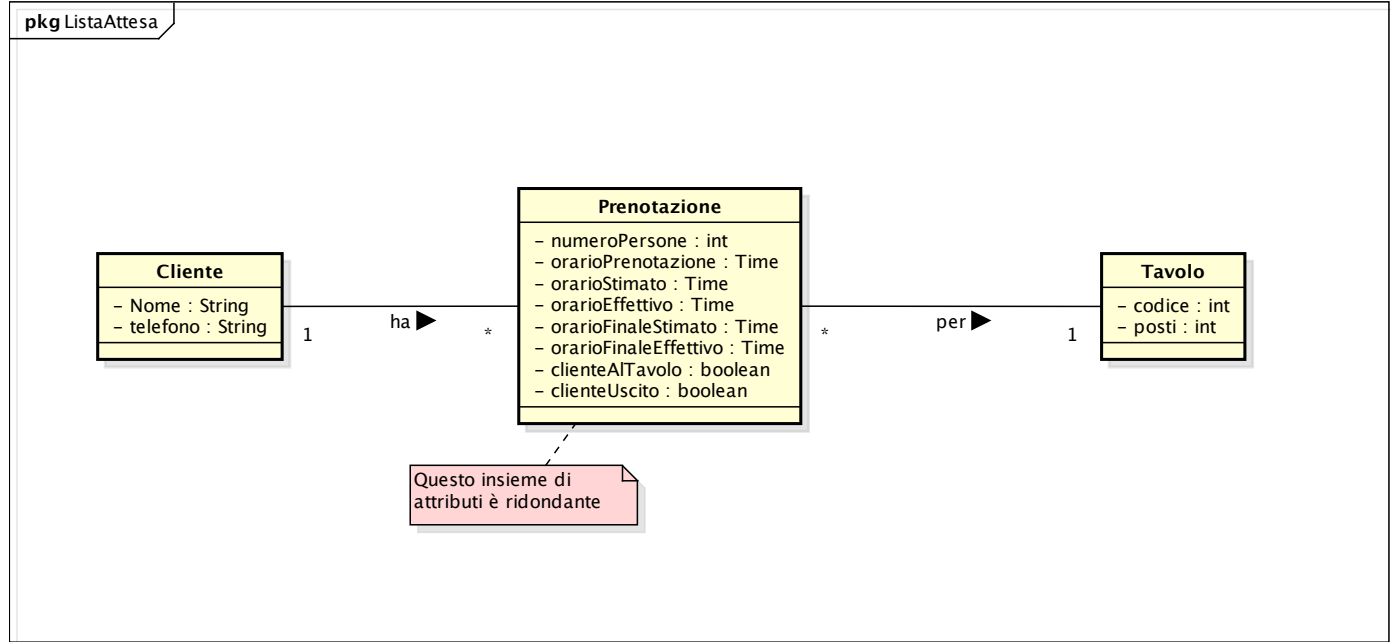 pkg ListaAttesa
Prenotazione
– numeroPersone : int
– orarioPrenotazione : Time
– orarioStimato : Time
– orarioEffettivo : Time
– orarioFinaleStimato : Time
– orarioFinaleEffettivo : Time
– clienteAlTavolo : boolean
– clienteUscito : boolean
Cliente
– Nome : String
– telefono : String
Tavolo
– codice : int
– posti : int
1
ha
*
*
per
1
Questo insieme di
attributi è ridondante